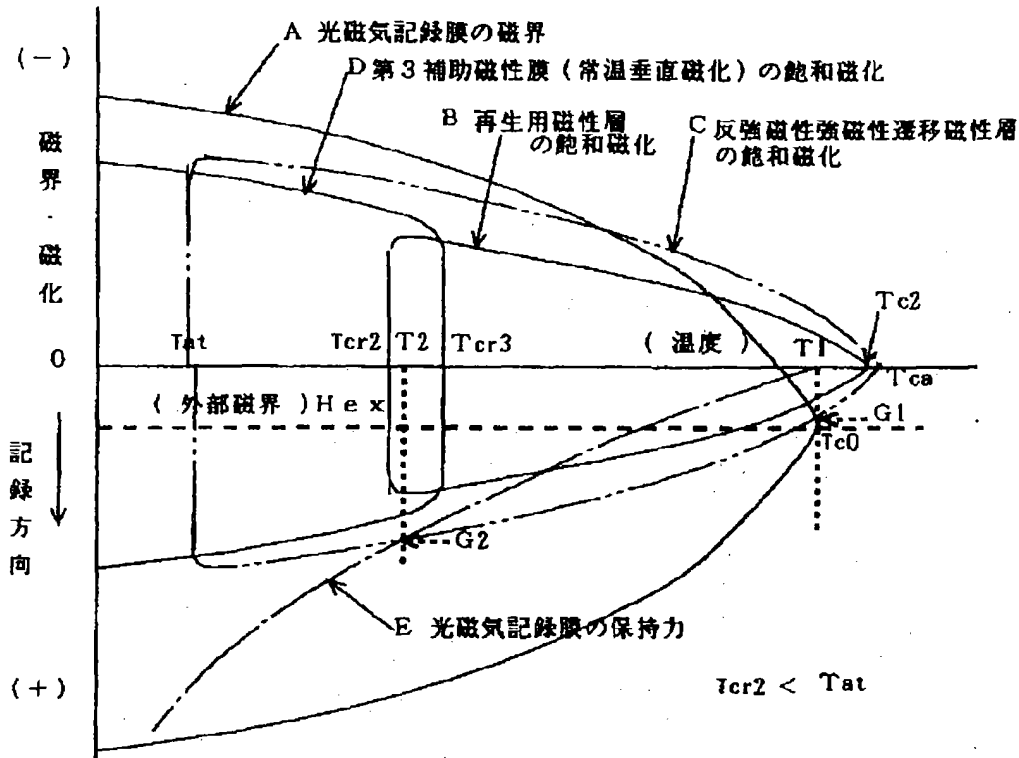 (-)
A 光磁気記録膜の磁界
D 第3補助磁性膜(常温垂直磁化)の飽和磁化
B 再生用磁性層
の飽和磁化
C 反強磁性強磁性遷移磁性層
の飽和磁化
磁界・磁化
0
Tat
Tcr2
T2
Tcr3
(温度)
T1
Tc2
Tca
(外部磁界)Hex
G1
Tc0
記録方向
G2
E 光磁気記録膜の保持力
(+)
Tcr2 < Tat